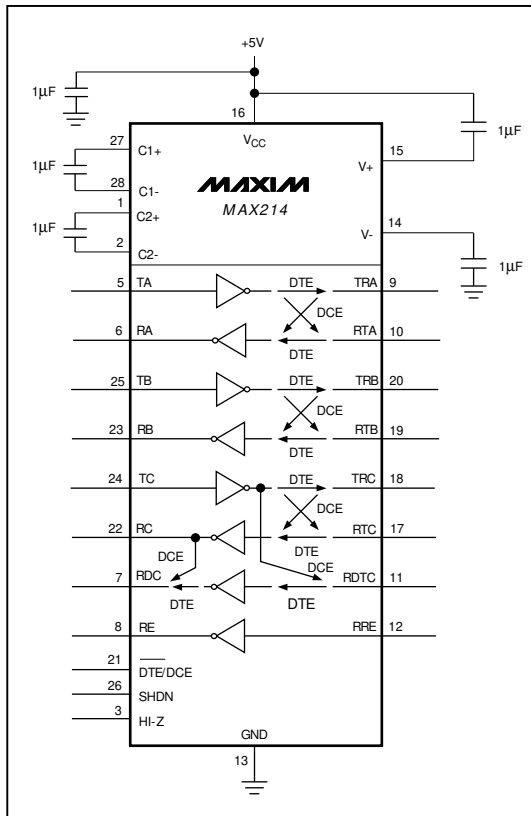 +5V
1µF
16
1µF
27
C1+
VCC
V+
15
1µF
28
C1-
MAXIM
1
C2+
MAX214
V-
14
1µF
2
C2-
1µF
5 TA DTE TRA 9
DCE
6 RA DTE RTA 10
25 TB DTE TRB 20
DCE
23 RB DTE RTB 19
24 TC DTE TRC 18
DCE
22 RC DTE RTC 17
DCE DCE
7 RDC DTE DTE RDTC 11
8 RE RRE 12
21 DTE/DCE
26 SHDN
3 HI-Z
GND
13